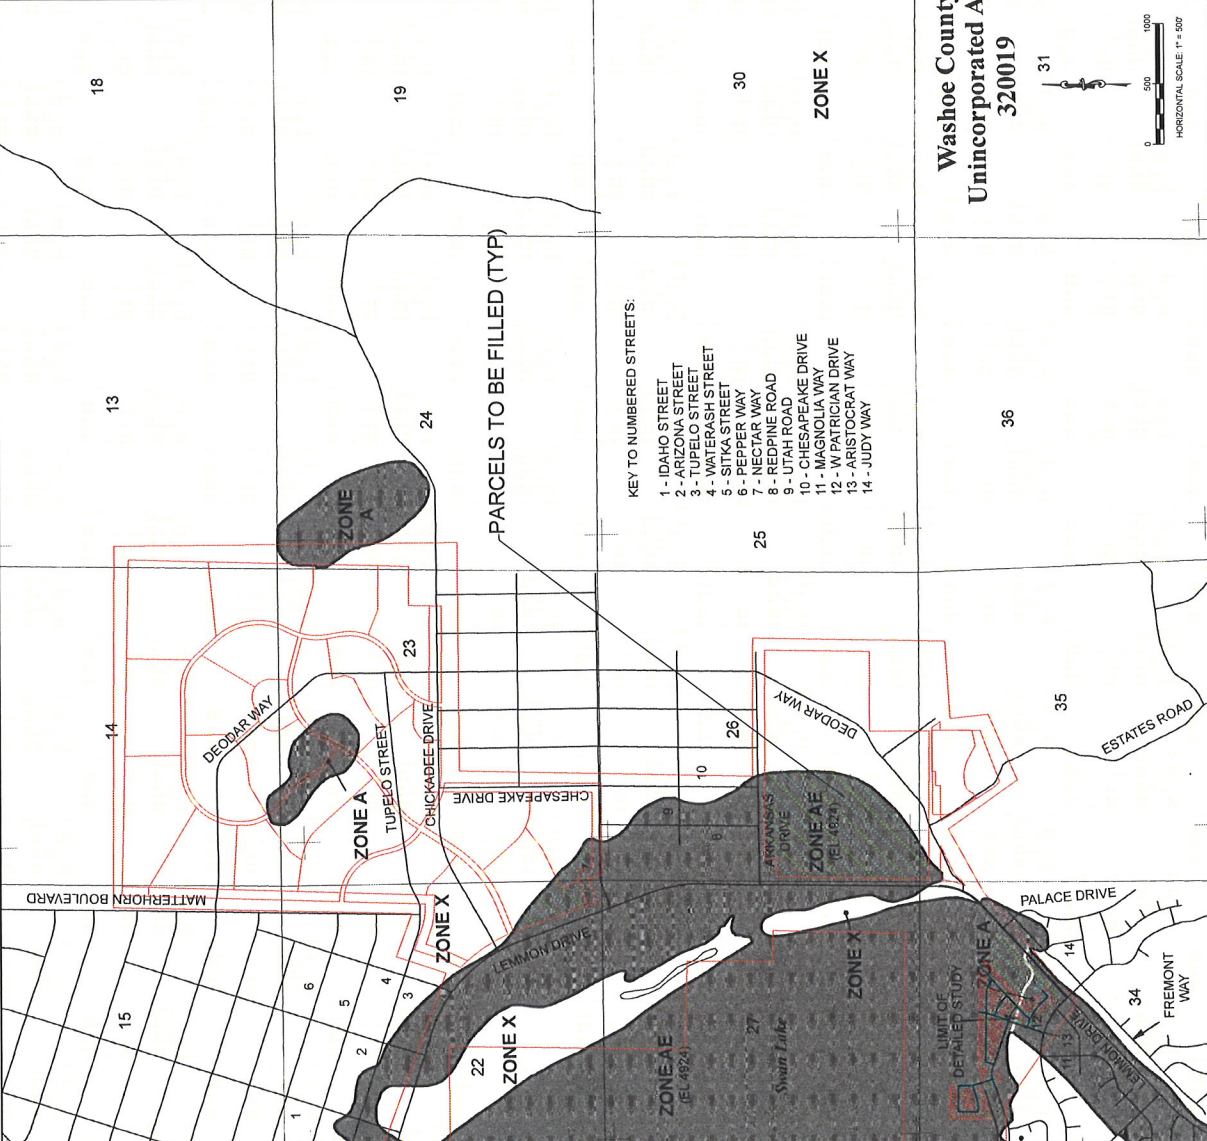 18
19
30
ZONE X
Washoe County
Unincorporated A
320019
31
0 500 1000
HORIZONTAL SCALE: 1" = 500'
13
24
PARCELS TO BE FILLED (TYP)
KEY TO NUMBERED STREETS:
1 - IDAHO STREET
2 - ARIZONA STREET
3 - TUPELO STREET
4 - WATERASH STREET
5 - SITKA STREET
6 - PEPPER WAY
7 - NECTAR WAY
8 - REDPINE ROAD
9 - UTAH ROAD
10 - CHESAPEAKE DRIVE
11 - MAGNOLIA WAY
12 - W PATRICIAN DRIVE
13 - ARISTOCRAT WAY
14 - JUDY WAY
36
ZONE
A
25
14
23
DEODAR WAY
TUPELO STREET
CHICKADEE DRIVE
CHESAPEAKE DRIVE
ZONE A
MATTERHORN BOULEVARD
10
26
DEODAR WAY
35
ESTATES ROAD
7
9
8
ARKANSAS
DRIVE
ZONE AE
(EL 4924)
ZONE X
LEMMON DRIVE
ZONE X
PALACE DRIVE
14
ZONE A
15
6
5
4
3
2
1
22
ZONE X
ZONE AE
(EL 4924)
27
Swan Lake
LIMIT OF
DETAILED STUDY
12
13
11
LEMMON DRIVE
34
FREMONT
WAY